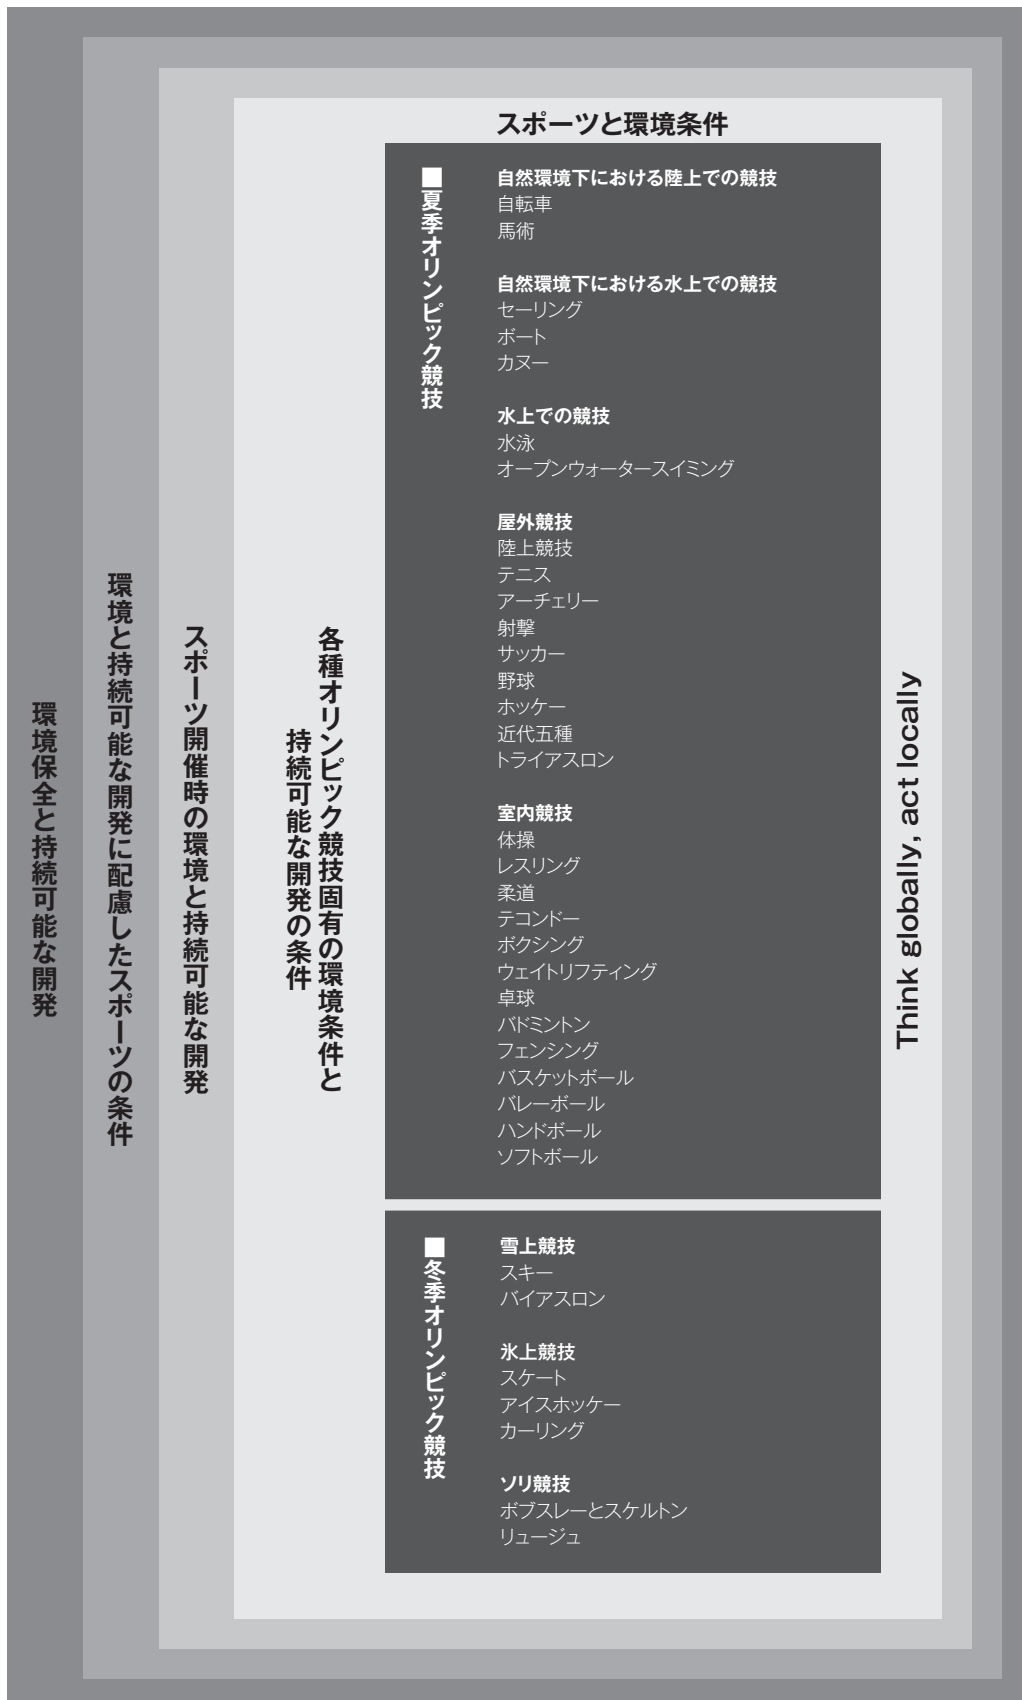 スポーツと環境条件
環境保全と持続可能な開発
環境と持続可能な開発に配慮したスポーツの条件
スポーツ開催時の環境と持続可能な開発
各種オリンピック競技固有の環境条件と
持続可能な開発の条件
■夏季オリンピック競技
自然環境下における陸上での競技
自転車
馬術
自然環境下における水上での競技
セーリング
ボート
カヌー
水上での競技
水泳
オープンウォータースイミング
屋外競技
陸上競技
テニス
アーチェリー
射撃
サッカー
野球
ホッケー
近代五種
トライアスロン
室内競技
体操
レスリング
柔道
テコンドー
ボクシング
ウェイトリフティング
卓球
バドミントン
フェンシング
バスケットボール
バレーボール
ハンドボール
ソフトボール
■冬季オリンピック競技
雪上競技
スキー
バイアスロン
氷上競技
スケート
アイスホッケー
カーリング
ソリ競技
ボブスレーとスケルトン
リュージュ
Think globally, act locally